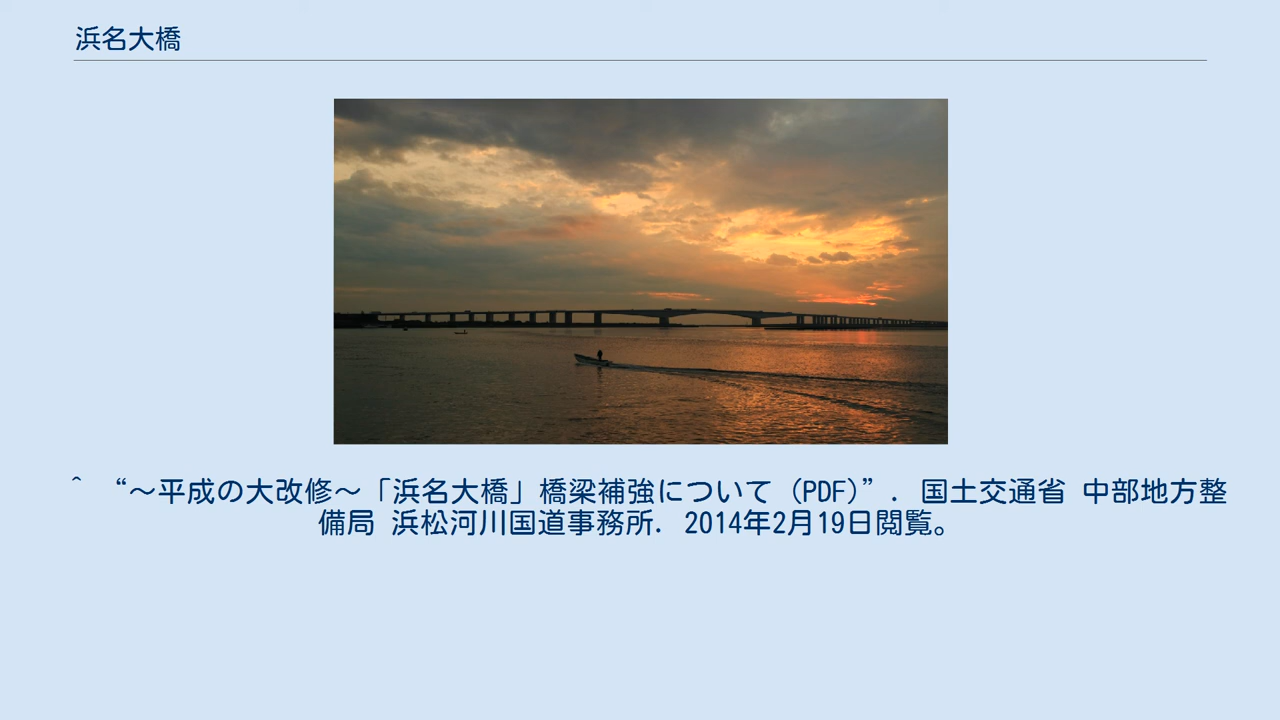 浜名大橋
^ “～平成の大改修～「浜名大橋」橋梁補強について (PDF)”. 国土交通省 中部地方整
備局 浜松河川国道事務所. 2014年2月19日閲覧。